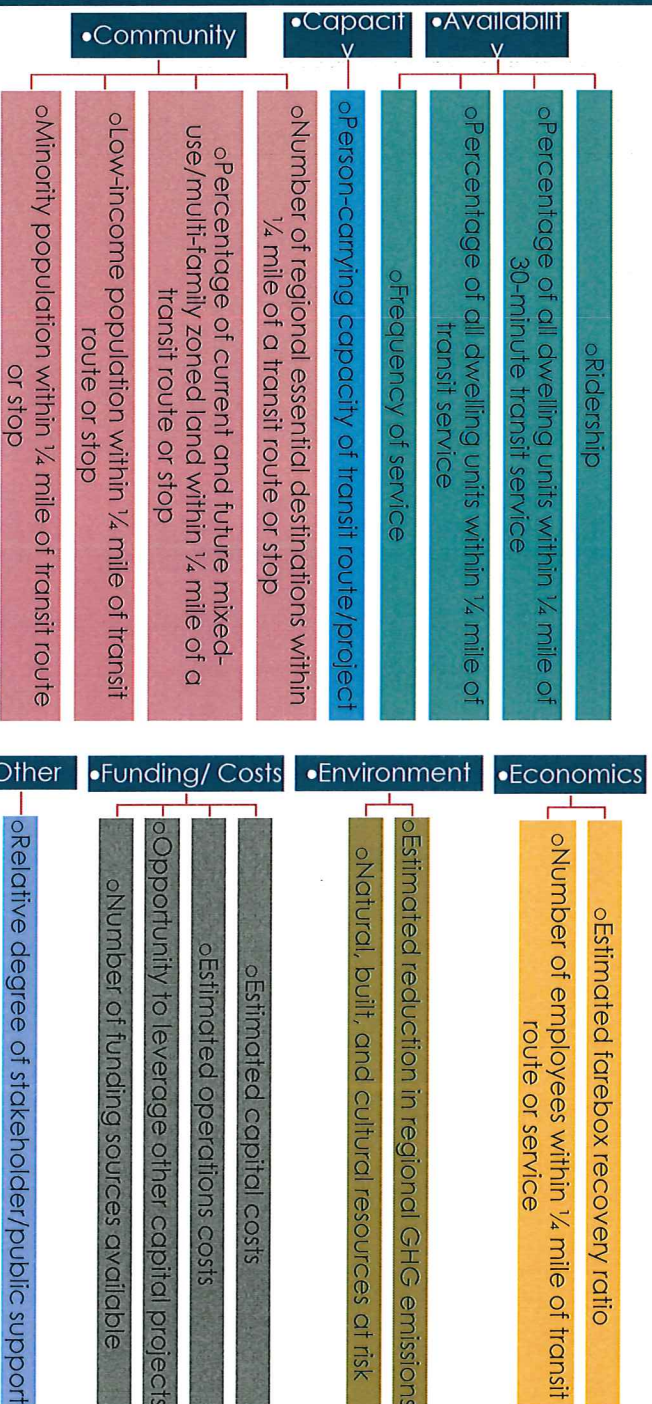 •Availabilit
y
oRidership
oPercentage of all dwelling units within ¼ mile of
30-minute transit service
oPercentage of all dwelling units within ¼ mile of
transit service
oFrequency of service
•Capacit
y
oPerson-carrying capacity of transit route/project
•Community
oNumber of regional essential destinations within
¼ mile of a transit route or stop
oPercentage of current and future mixed-
use/multi-family zoned land within ¼ mile of a
transit route or stop
oLow-income population within ¼ mile of transit
route or stop
oMinority population within ¼ mile of transit route
or stop
•Economics
oEstimated farebox recovery ratio
oNumber of employees within ¼ mile of transit
route or service
•Environment
oEstimated reduction in regional GHG emissions
oNatural, built, and cultural resources at risk
•Funding/ Costs
oEstimated capital costs
oEstimated operations costs
oOpportunity to leverage other capital projects
oNumber of funding sources available
Other
oRelative degree of stakeholder/public support